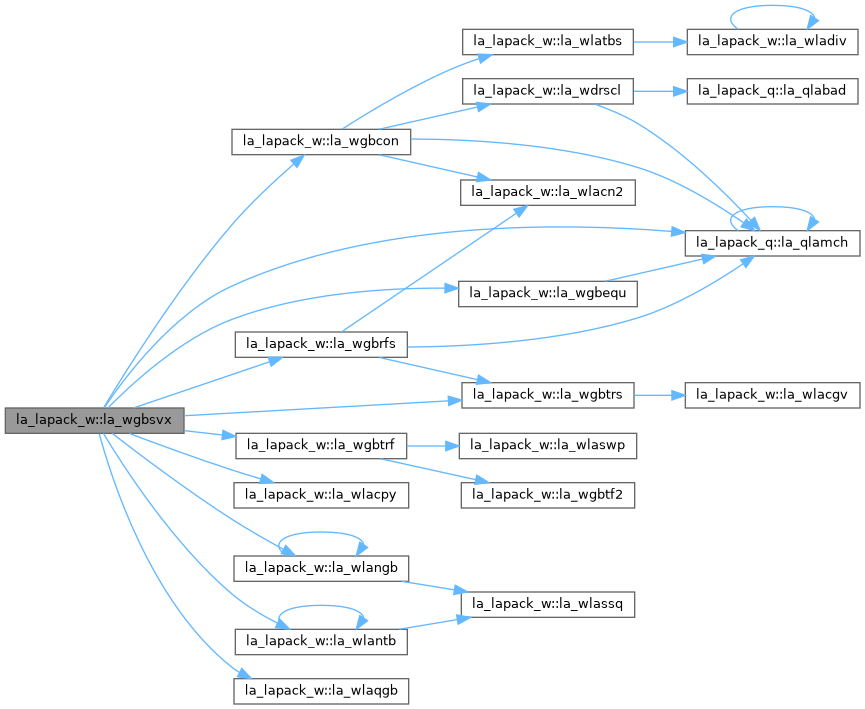 la_lapack_w::la_wlatbs
la_lapack_w::la_wladiv
la_lapack_w::la_wdrscl
la_lapack_q::la_qlabad
la_lapack_w::la_wgbcon
la_lapack_w::la_wlacn2
la_lapack_q::la_qlamch
la_lapack_w::la_wgbequ
la_lapack_w::la_wgbrfs
la_lapack_w::la_wgbtrs
la_lapack_w::la_wlacgv
la_lapack_w::la_wgbsvx
la_lapack_w::la_wgbtrf
la_lapack_w::la_wlaswp
la_lapack_w::la_wlacpy
la_lapack_w::la_wgbtf2
la_lapack_w::la_wlangb
la_lapack_w::la_wlassq
la_lapack_w::la_wlantb
la_lapack_w::la_wlaqgb